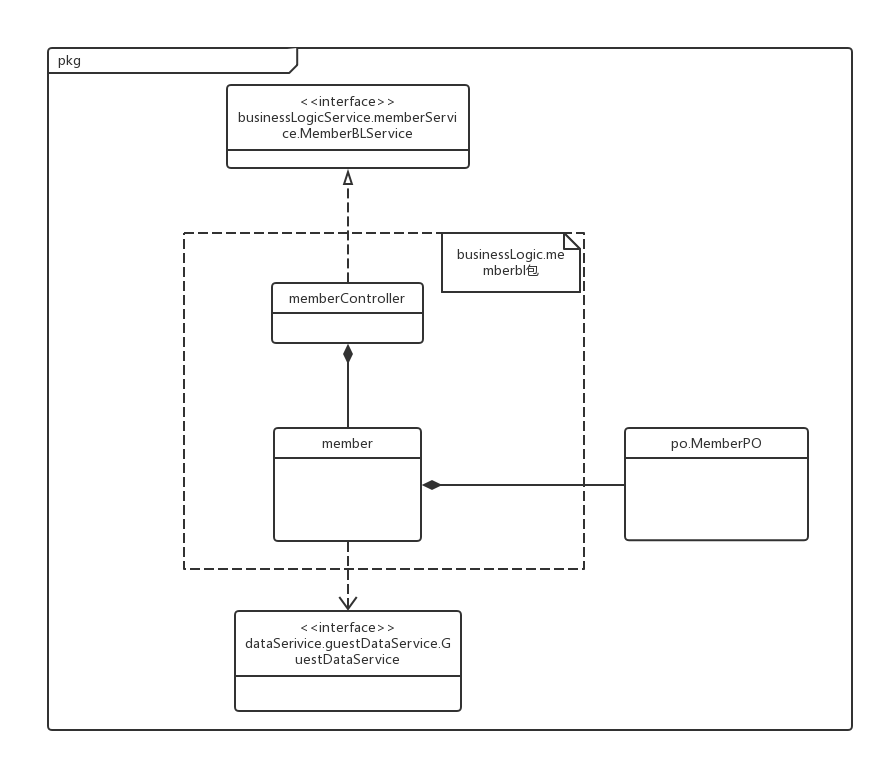 pkg
<<interface>>
businessLogicService.memberServi
ce.MemberBLService
businessLogic.me
mberbl包
memberController
member
po.MemberPO
<<interface>>
dataSerivice.guestDataService.G
uestDataService